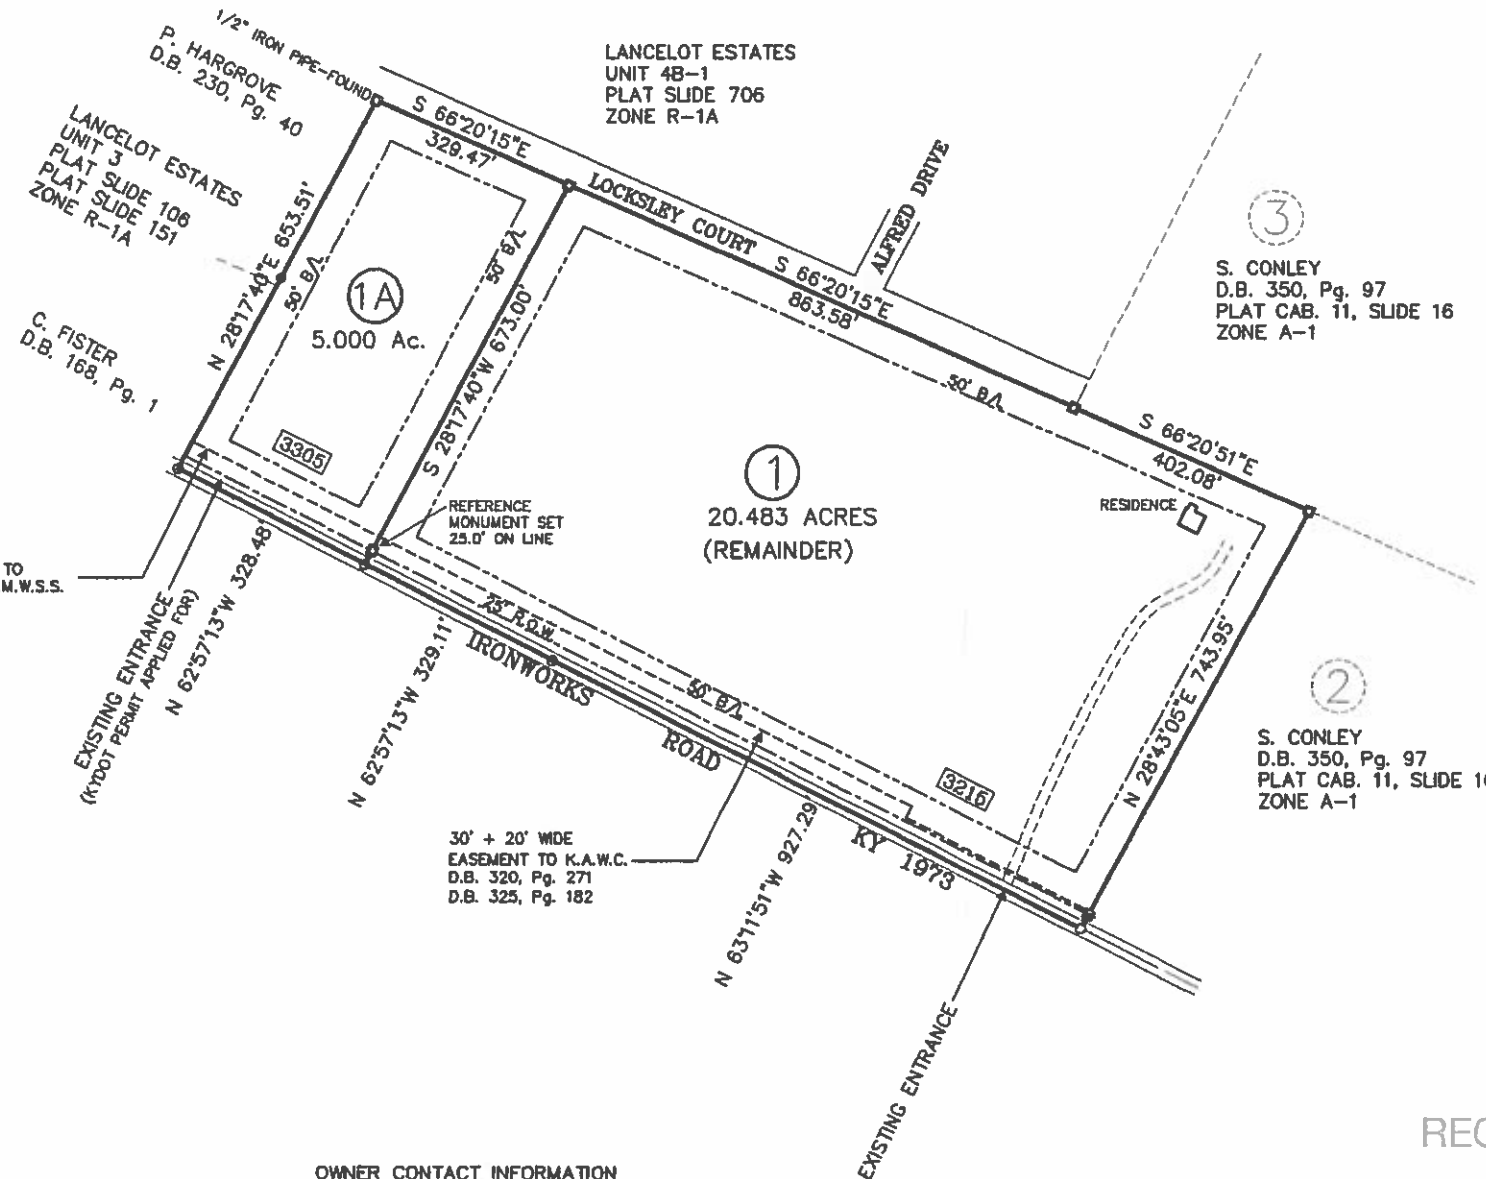 1/2" IRON PIPE-FOUND
P. HARGROVE
D.B. 230, Pg. 40
LANCELOT ESTATES
UNIT 3
PLAT SLIDE 106
PLAT SLIDE 151
ZONE R-1A
C. FISTER
D.B. 168, Pg. 1
LANCELOT ESTATES
UNIT 4B-1
PLAT SLIDE 706
ZONE R-1A
S 66°20'15"E
329.47'
LOCKSLEY COURT
ALFRED DRIVE
S 66°20'15"E
863.58'
3
S. CONLEY
D.B. 350, Pg. 97
PLAT CAB. 11, SLIDE 16
ZONE A-1
N 28°17'40"E 653.51'
50' B/L
1A
5.000 Ac.
50' B/L
S 28°17'40"W 673.00'
3305
50' B/L
S 66°20'51"E
402.08'
RESIDENCE
1
20.483 ACRES
(REMAINDER)
REFERENCE
MONUMENT SET
25.0' ON LINE
TO
M.W.S.S.
EXISTING ENTRANCE
(KYDOT PERMIT APPLIED FOR)
N 62°57'13"W 328.48'
N 62°57'13"W 329.11'
25' R.O.W.
IRONWORKS
ROAD
KY 1973
50' B/L
3215
N 28°43'05"E 743.95'
2
S. CONLEY
D.B. 350, Pg. 97
PLAT CAB. 11, SLIDE 16
ZONE A-1
30' + 20' WIDE
EASEMENT TO K.A.W.C.
D.B. 320, Pg. 271
D.B. 325, Pg. 182
N 63°11'51"W 927.29'
EXISTING ENTRANCE
REC
OWNER CONTACT INFORMATION